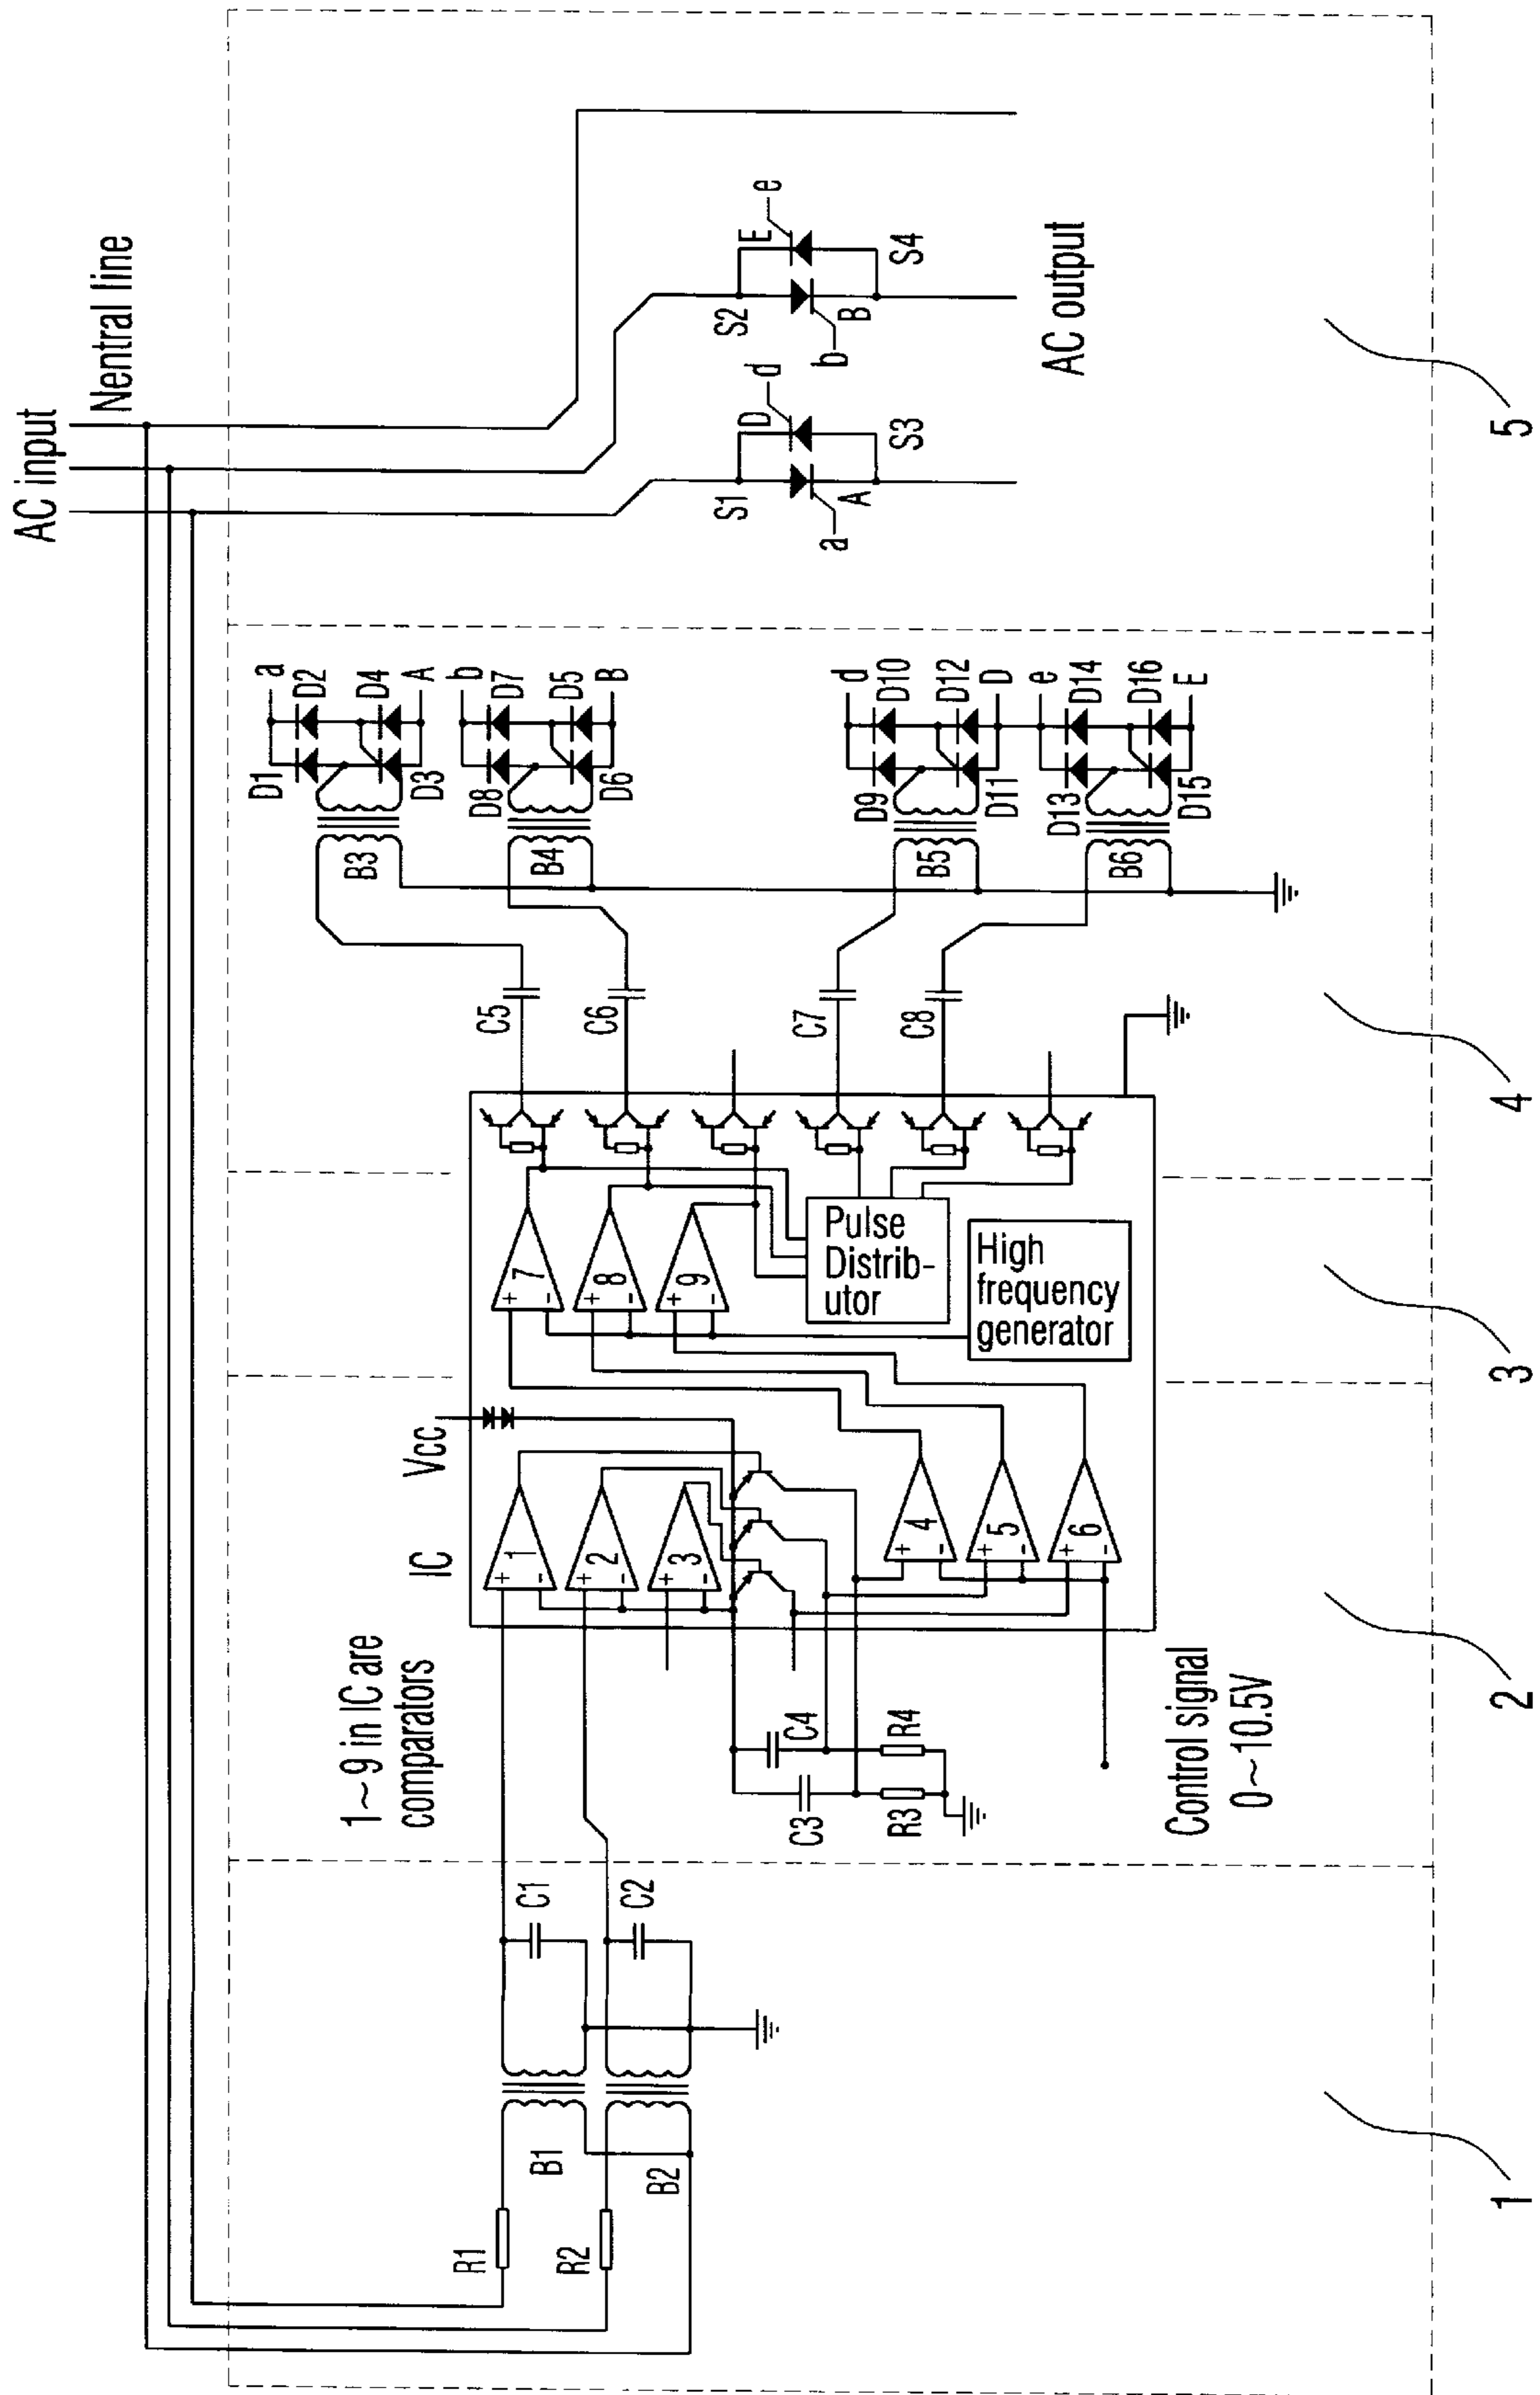 AC input
Nentral line
R1
R2
B1
B2
C1
C2
1~9 in IC are
comparators
IC
Vcc
C3
C4
R3
R4
Control signal
0~10.5V
+
-
1
+
-
2
+
-
3
+
-
4
+
-
5
+
-
6
+
-
7
+
-
8
+
-
9
Pulse
Distrib-
utor
High
frequency
generator
C5
C6
C7
C8
B3
B4
B5
B6
D1
D2
D3
D4
a
A
D8
D7
D6
D5
b
B
D9
D10
D11
D12
d
D
D13
D14
D15
D16
e
E
S1
a
A
D
d
S3
S2
b
B
E
e
S4
AC output
1
2
3
4
5